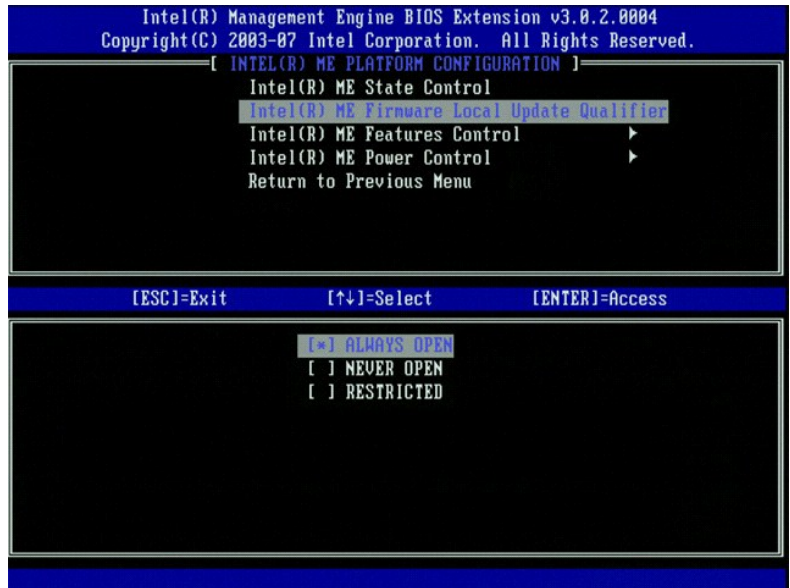 Intel(R) Management Engine BIOS Extension v3.0.2.0004
Copyright(C) 2003-07 Intel Corporation. All Rights Reserved.
[ INTEL(R) ME PLATFORM CONFIGURATION ]
Intel(R) ME State Control
Intel(R) ME Firmware Local Update Qualifier
Intel(R) ME Features Control ►
Intel(R) ME Power Control ►
Return to Previous Menu
[ESC]=Exit [↑↓]=Select [ENTER]=Access
[*] ALWAYS OPEN
[ ] NEVER OPEN
[ ] RESTRICTED